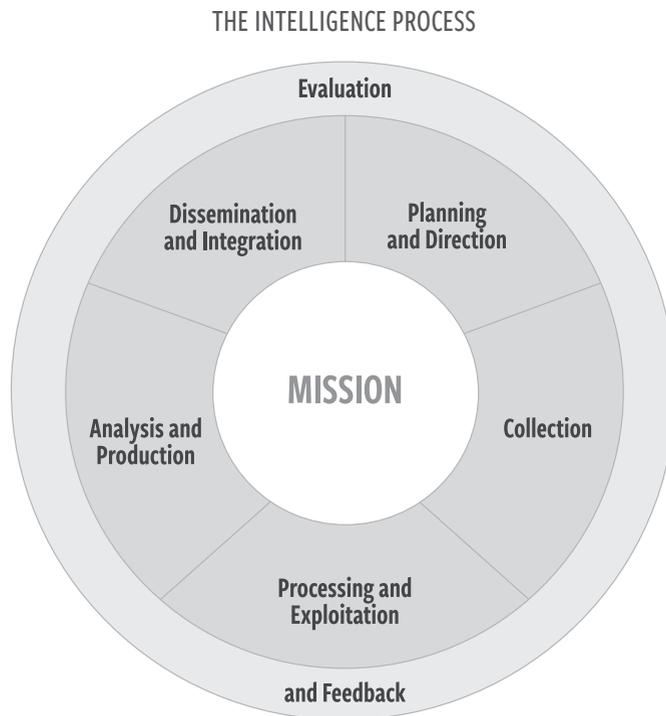 THE INTELLIGENCE PROCESS
Evaluation
Dissemination
and Integration
Planning
and Direction
MISSION
Analysis and
Production
Collection
Processing and
Exploitation
and Feedback